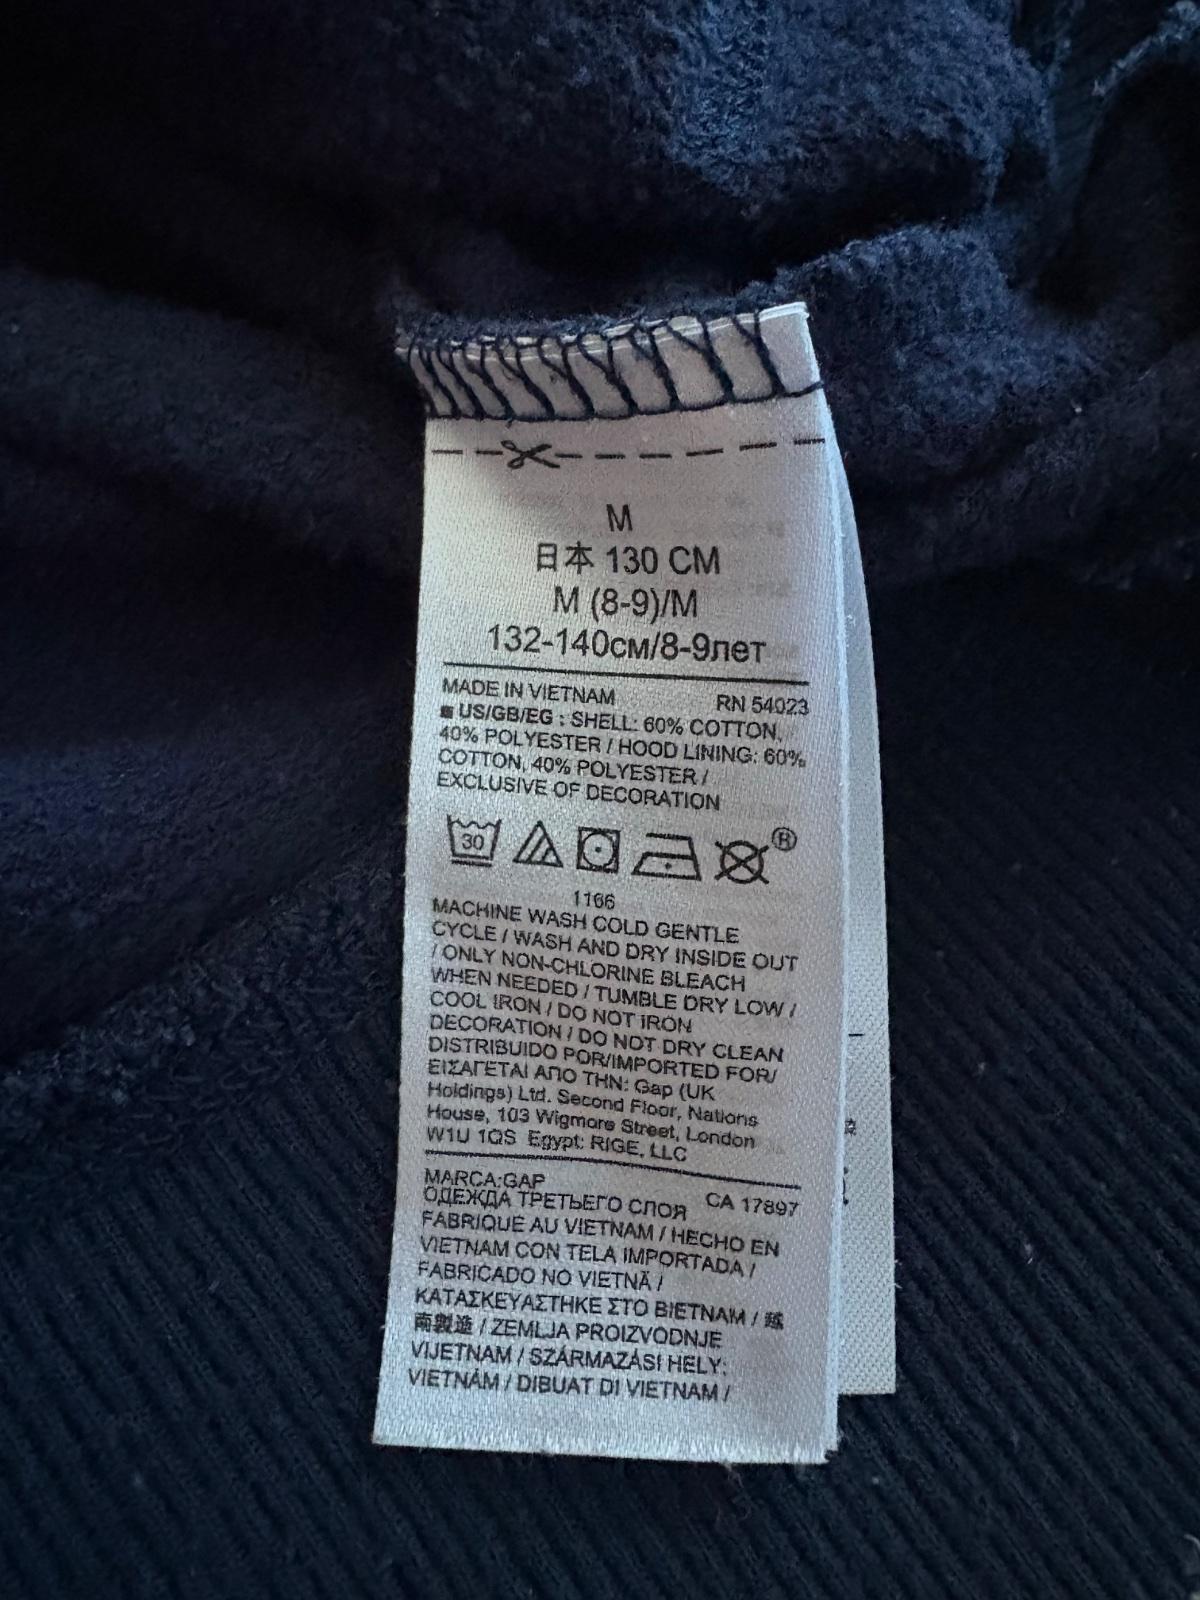 M
日本 130 CM
M (8-9)/M
132-140см/8-9лет
MADE IN VIETNAM RN 54023
■ US/GB/EG : SHELL: 60% COTTON,
40% POLYESTER / HOOD LINING: 60%
COTTON, 40% POLYESTER /
EXCLUSIVE OF DECORATION
30 ®
1166
MACHINE WASH COLD GENTLE
CYCLE / WASH AND DRY INSIDE OUT
/ ONLY NON-CHLORINE BLEACH
WHEN NEEDED / TUMBLE DRY LOW /
COOL IRON / DO NOT IRON
DECORATION / DO NOT DRY CLEAN
DISTRIBUIDO POR/IMPORTED FOR/
ΕΙΣΑΓΕΤΑΙ ΑΠΟ ΤΗΝ: Gap (UK
Holdings) Ltd. Second Floor, Nations
House, 103 Wigmore Street, London
W1U 1QS Egypt: RIGE, LLC
MARCA:GAP CA 17897
ОДЕЖДА ТРЕТЬЕГО СЛОЯ
FABRIQUÉ AU VIETNAM / HECHO EN
VIETNAM CON TELA IMPORTADA /
FABRICADO NO VIETNÃ /
ΚΑΤΑΣΚΕΥΑΣΤΗΚΕ ΣΤΟ ΒΙΕΤΝΑΜ / 越
南製造 / ZEMLJA PROIZVODNJE
VIJETNAM / SZÁRMAZÁSI HELY:
VIETNÁM / DIBUAT DI VIETNAM /